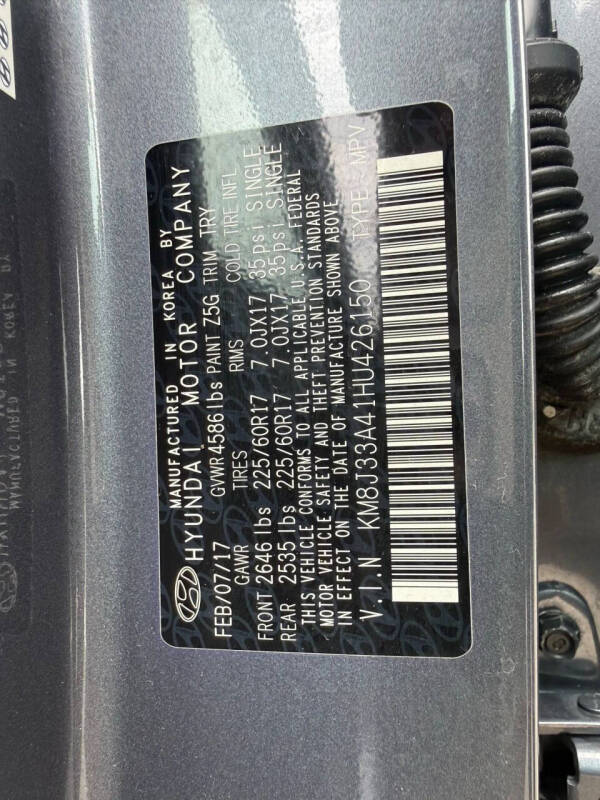 MANUFACTURED IN KOREA BY
HYUNDAI MOTOR COMPANY
FEB/07/17 GVWR 4586 lbs PAINT Z5G TRIM TRY
GAWR TIRES RIMS COLD TIRE INFL
FRONT 2646 lbs 225/60R17 7.0JX17 35psi SINGLE
REAR 2535 lbs 225/60R17 7.0JX17 35psi SINGLE
THIS VEHICLE CONFORMS TO ALL APPLICABLE U.S.A. FEDERAL
MOTOR VEHICLE SAFETY AND THEFT PREVENTION STANDARDS
IN EFFECT ON THE DATE OF MANUFACTURE SHOWN ABOVE.
V.I.N KM8J33A41HU426150 TYPE : MPV